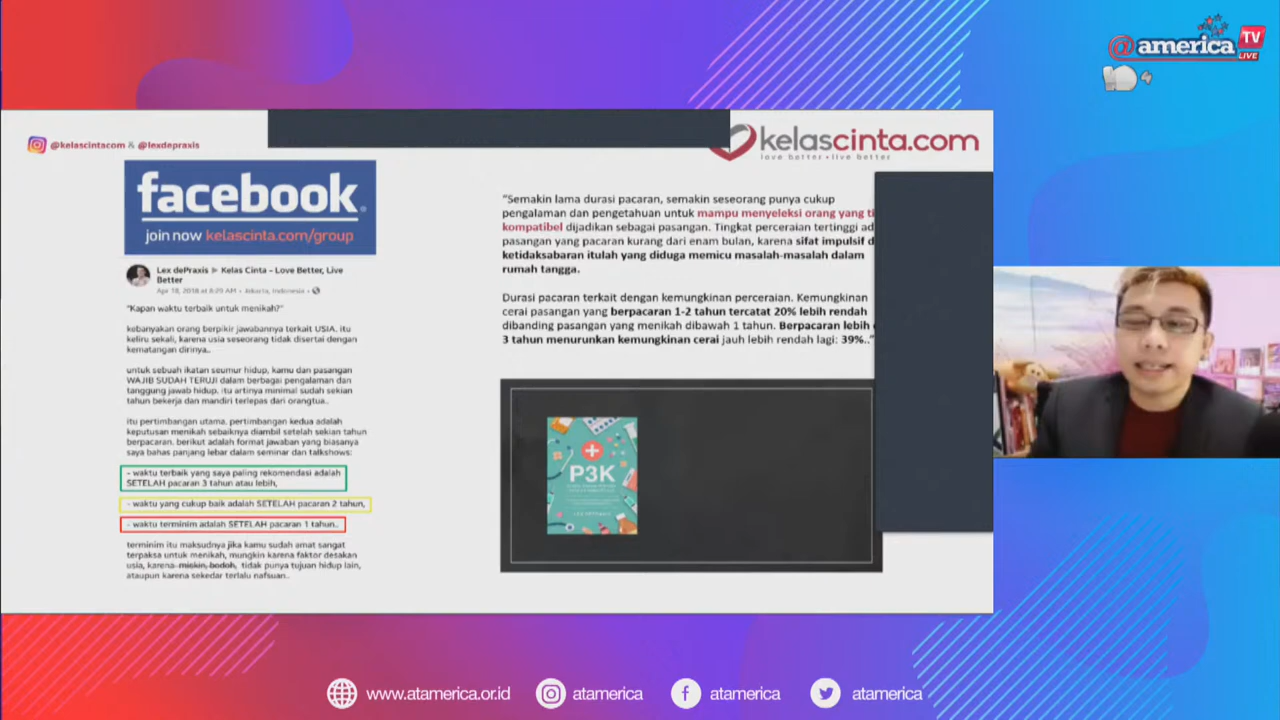 @america TV
LIVE
@kelascintacom & @lexdepraxis
kelascinta.com
love better • live better
facebook®
join now kelascinta.com/group
Lex dePraxis ▶ Kelas Cinta - Love Better, Live
Better
Apr 18, 2018 at 8:29 AM • Jakarta, Indonesia •
"Kapan waktu terbaik untuk menikah?"
kebanyakan orang berpikir jawabannya terkait USIA. itu
keliru sekali, karena usia seseorang tidak disertai dengan
kematangan dirinya..
untuk sebuah ikatan seumur hidup, kamu dan pasangan
WAJIB SUDAH TERUJI dalam berbagai pengalaman dan
tanggung jawab hidup. itu artinya minimal sudah sekian
tahun bekerja dan mandiri terlepas dari orangtua..
itu pertimbangan utama. pertimbangan kedua adalah
keputusan menikah sebaiknya diambil setelah sekian tahun
berpacaran. berikut adalah format jawaban yang biasanya
saya bahas panjang lebar dalam seminar dan talkshows:
- waktu terbaik yang saya paling rekomendasi adalah
SETELAH pacaran 3 tahun atau lebih,
- waktu yang cukup baik adalah SETELAH pacaran 2 tahun,
- waktu terminim adalah SETELAH pacaran 1 tahun..
terminim itu maksudnya jika kamu sudah amat sangat
terpaksa untuk menikah, mungkin karena faktor desakan
usia, karena miskin, bodoh, tidak punya tujuan hidup lain,
ataupun karena sekedar terlalu nafsuan..
"Semakin lama durasi pacaran, semakin seseorang punya cukup
pengalaman dan pengetahuan untuk mampu menyeleksi orang yang
kompatibel dijadikan sebagai pasangan. Tingkat perceraian tertinggi
pasangan yang pacaran kurang dari enam bulan, karena sifat impulsif
ketidaksabaran itulah yang diduga memicu masalah-masalah dalam
rumah tangga.
Durasi pacaran terkait dengan kemungkinan perceraian. Kemungkinan
cerai pasangan yang berpacaran 1-2 tahun tercatat 20% lebih rendah
dibanding pasangan yang menikah dibawah 1 tahun. Berpacaran lebih
3 tahun menurunkan kemungkinan cerai jauh lebih rendah lagi: 39%.."
P3K
LEX DEPRAXIS
www.atamerica.or.id
atamerica
atamerica
atamerica